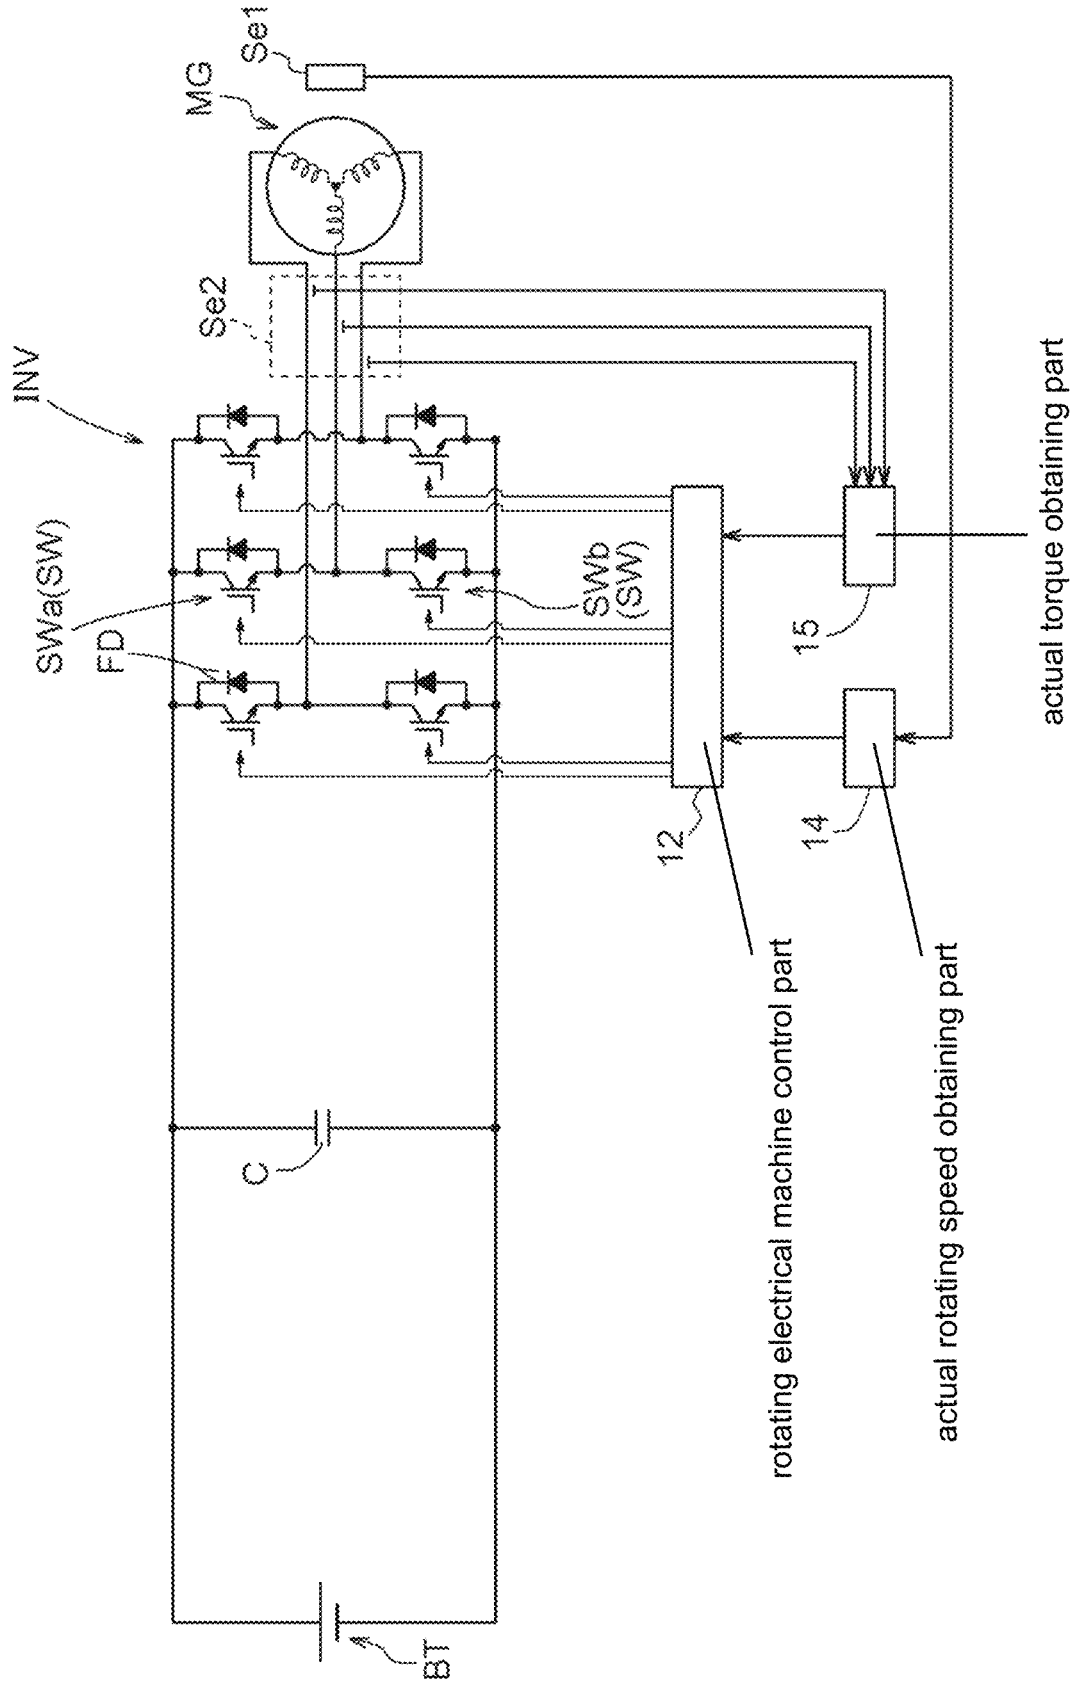 INV
MG
Se1
Se2
SWa(SW)
FD
SWb
(SW)
C
BT
12
15
14
rotating electrical machine control part
actual rotating speed obtaining part
actual torque obtaining part